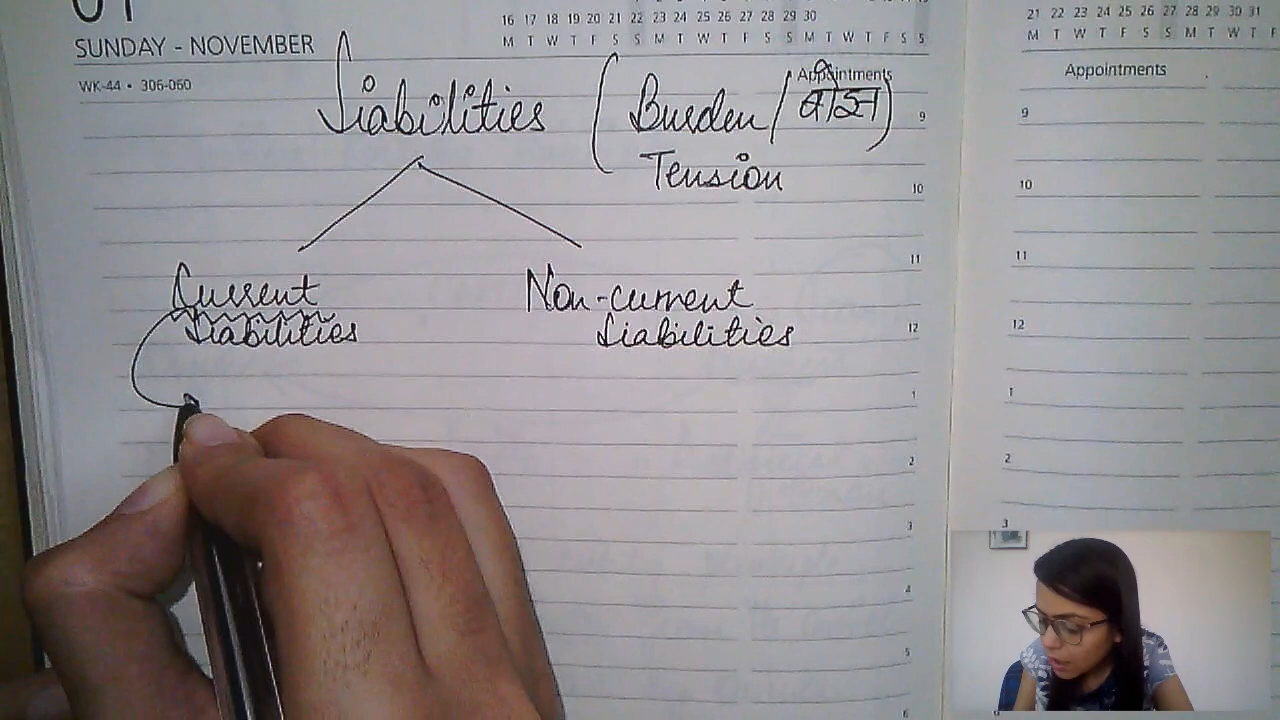 01
16 17 18 19 20 21 22 23 24 25 26 27 28 29 30
M T W T F S S M T W T F S S M T W T F S S
SUNDAY - NOVEMBER
WK-44 • 306-060
Appointments
Liabilities ( Burden / बोझ )
Tension
Current
Liabilities
Non-current
Liabilities
9
10
11
12
1
2
3
4
5
6
21 22 23 24 25 26 27 28 29 30 31
M T W T F S S M T W T F
Appointments
9
10
11
12
1
2
3